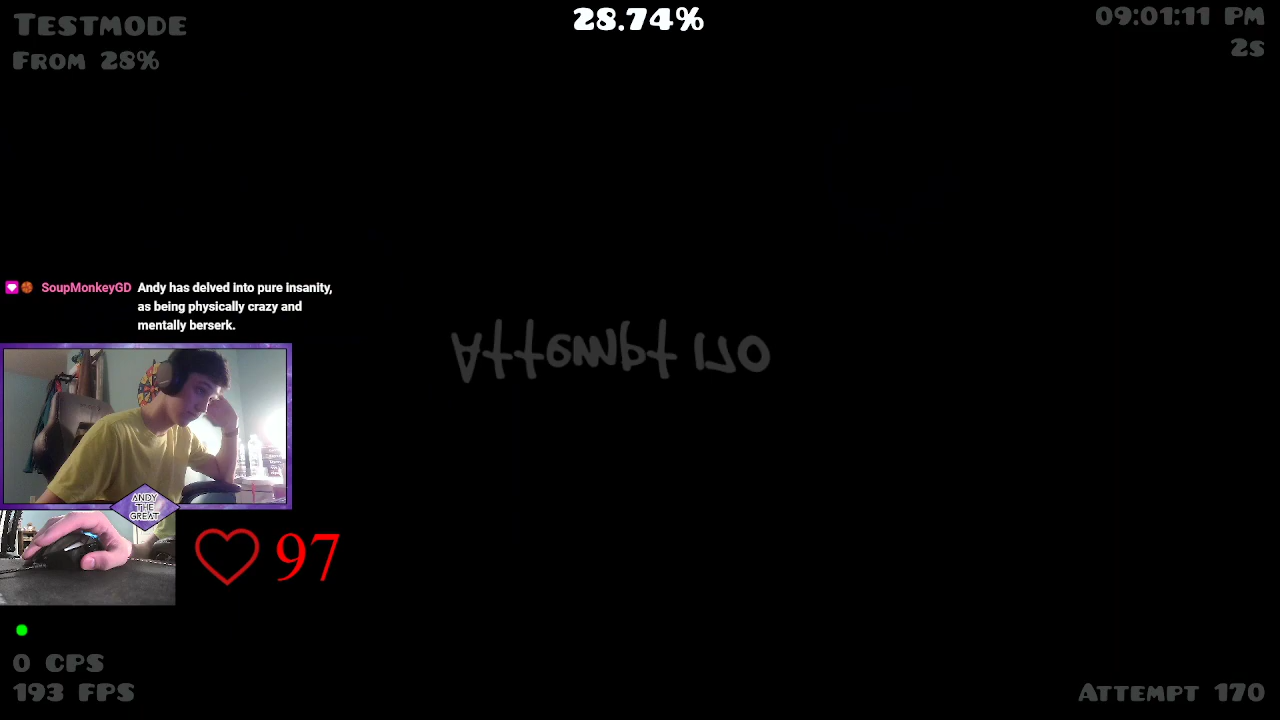 TESTMODE
FROM 28%
28.74%
09:01:11 PM
2s
SoupMonkeyGD Andy has delved into pure insanity,
as being physically crazy and
mentally berserk.
Attempt 170
ANDY
THE
GREAT
97
0 CPS
193 FPS
ATTEMPT 170